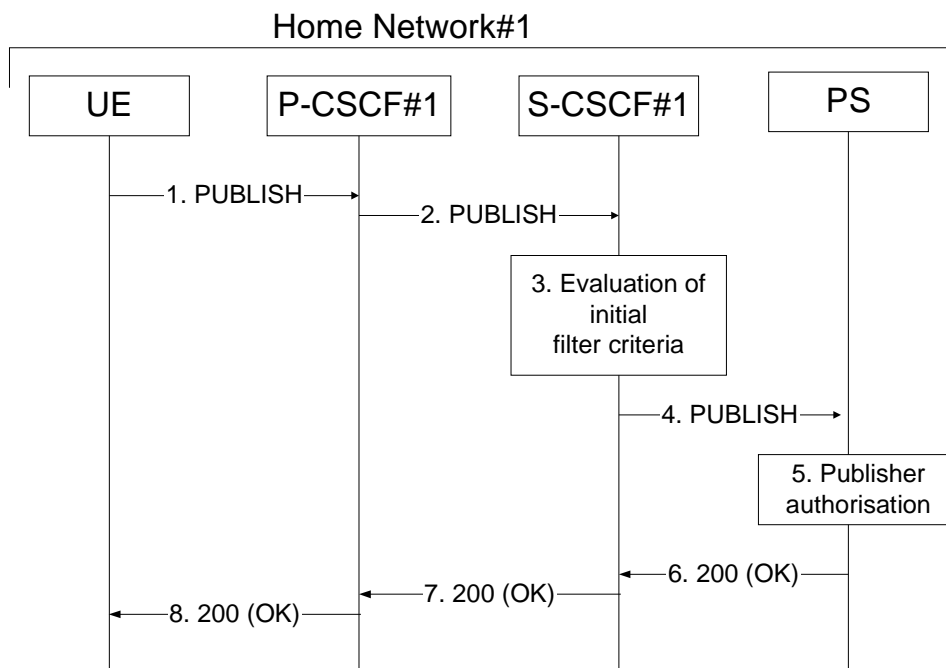 Home Network#1
UE
P-CSCF#1
S-CSCF#1
PS
1. PUBLISH
2. PUBLISH
3. Evaluation of
initial
filter criteria
4. PUBLISH
5. Publisher
authorisation
6. 200 (OK)
7. 200 (OK)
8. 200 (OK)